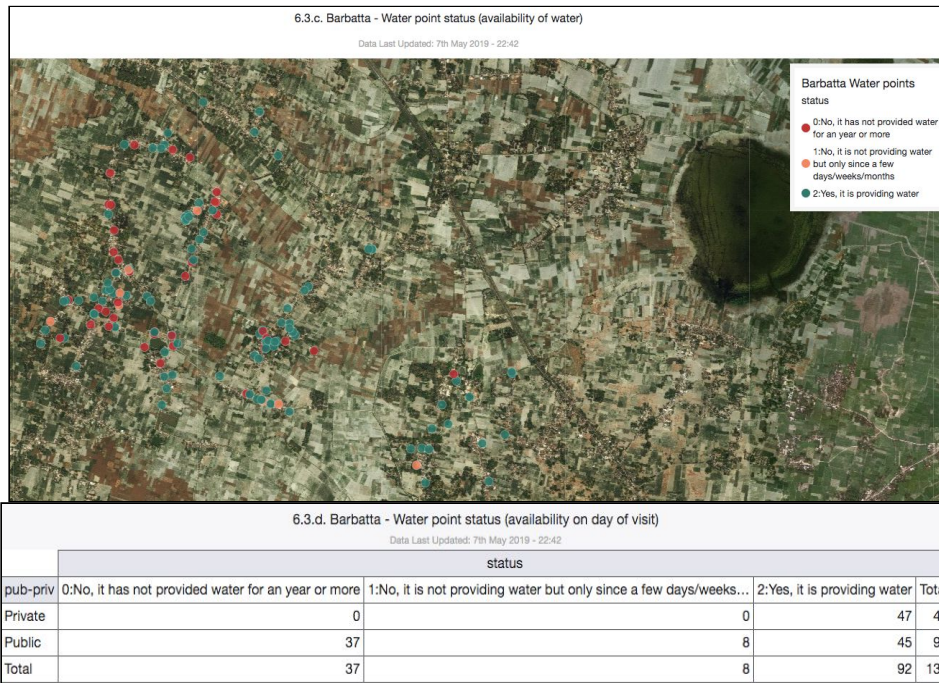 6.3.c. Barbatta - Water point status (availability of water)
Data Last Updated: 7th May 2019 - 22:42
Barbatta Water points
status
0:No, it has not provided water
for an year or more
1:No, it is not providing water
but only since a few
days/weeks/months
2:Yes, it is providing water
6.3.d. Barbatta - Water point status (availability on day of visit)
Data Last Updated: 7th May 2019 - 22:42
status
pub-priv 0:No, it has not provided water for an year or more 1:No, it is not providing water but only since a few days/weeks... 2:Yes, it is providing water
Private 0 0 47
Public 37 8 45
Total 37 8 92